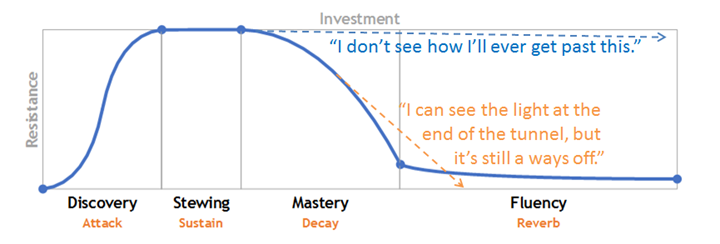 Investment
"I don't see how I'll ever get past this."
Resistance
"I can see the light at the
end of the tunnel, but
it's still a ways off."
Discovery Stewing Mastery Fluency
Attack Sustain Decay Reverb